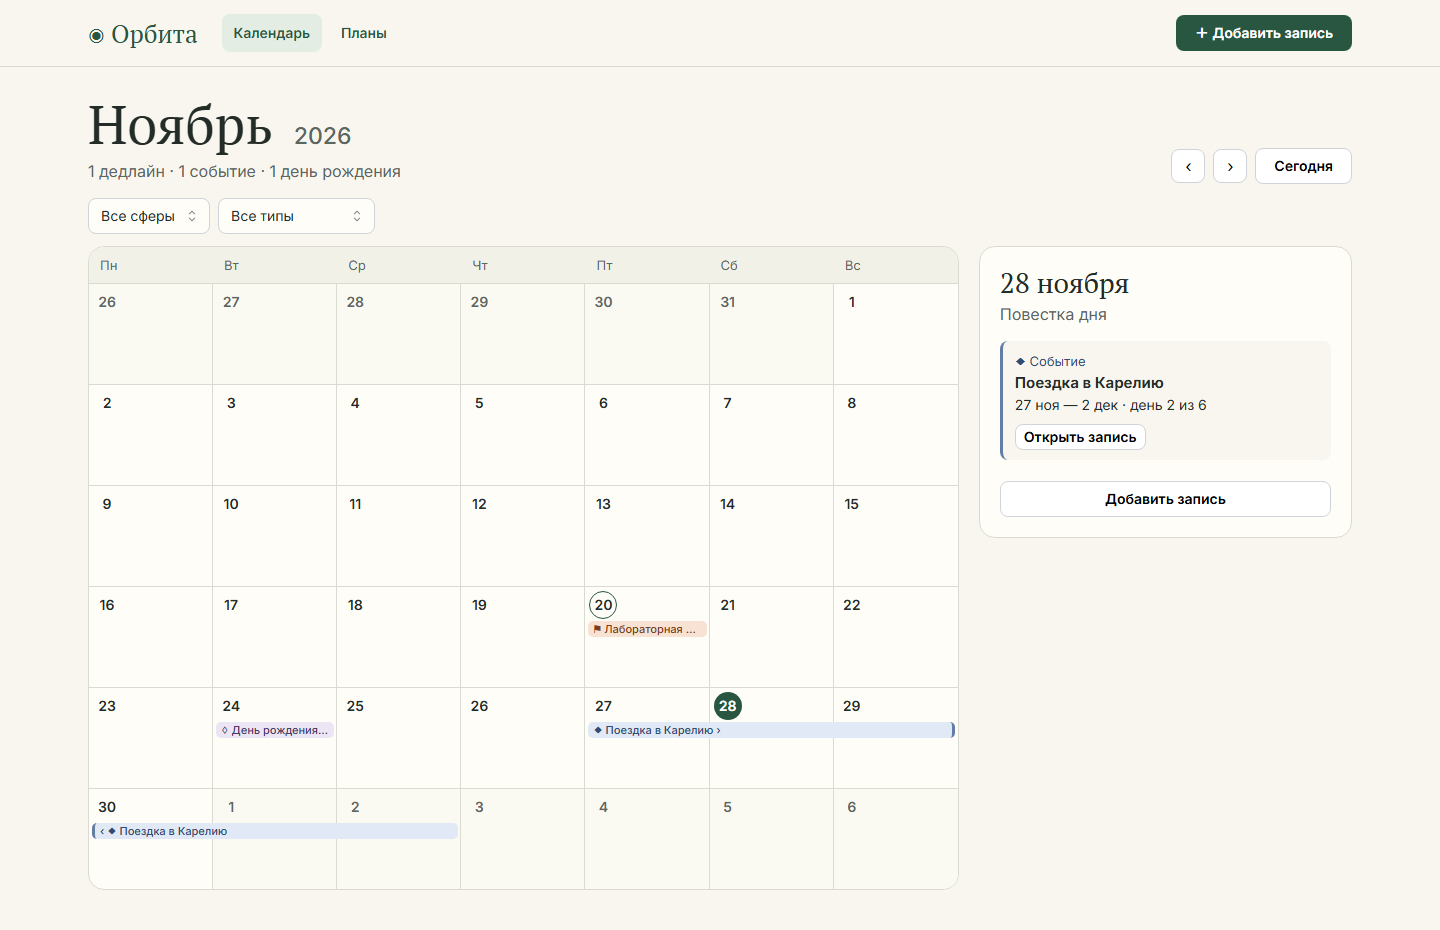 ◉ Орбита
Календарь
Планы
+ Добавить запись
Ноябрь 2026
1 дедлайн · 1 событие · 1 день рождения
‹
›
Сегодня
Все сферы
Все типы
Пн Вт Ср Чт Пт Сб Вс
26 27 28 29 30 31 1
2 3 4 5 6 7 8
9 10 11 12 13 14 15
16 17 18 19 20 21 22
⚑ Лабораторная ...
23 24 25 26 27 28 29
◊ День рождения...
◆ Поездка в Карелию ›
30 1 2 3 4 5 6
‹ ◆ Поездка в Карелию
28 ноября
Повестка дня
◆ Событие
Поездка в Карелию
27 ноя — 2 дек · день 2 из 6
Открыть запись
Добавить запись